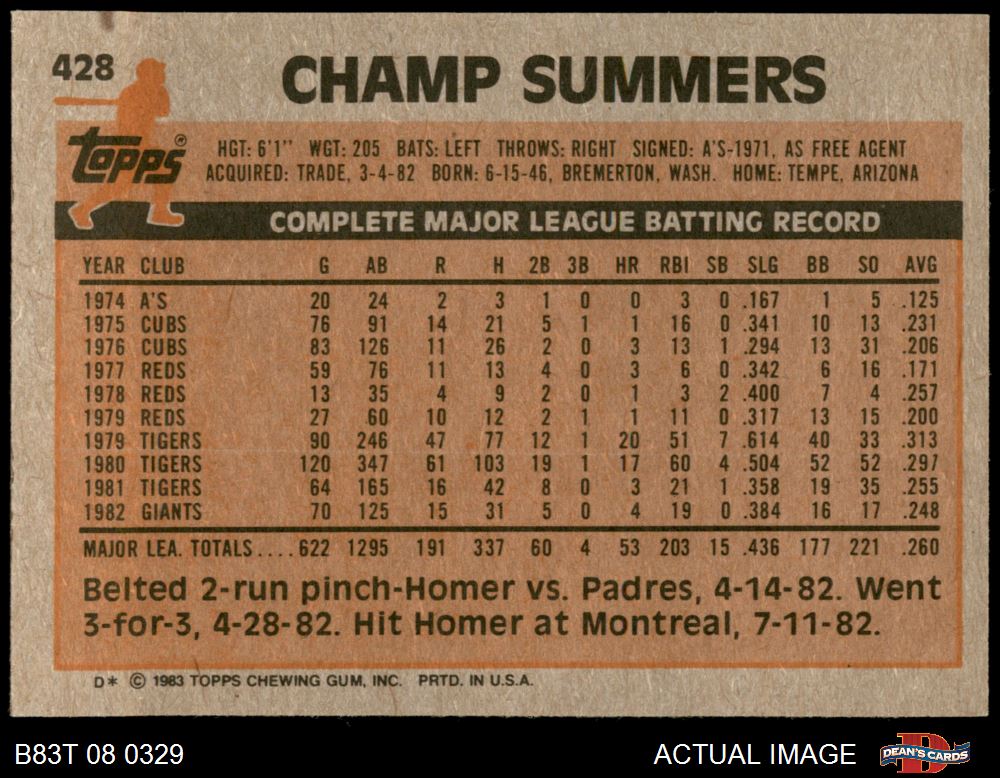 428
CHAMP SUMMERS
Topps®
HGT: 6'1" WGT: 205 BATS: LEFT THROWS: RIGHT SIGNED: A'S-1971, AS FREE AGENT
ACQUIRED: TRADE, 3-4-82 BORN: 6-15-46, BREMERTON, WASH. HOME: TEMPE, ARIZONA
COMPLETE MAJOR LEAGUE BATTING RECORD
YEAR CLUB G AB R H 2B 3B HR RBI SB SLG BB SO AVG
1974 A'S 20 24 2 3 1 0 0 3 0 .167 1 5 .125
1975 CUBS 76 91 14 21 5 1 1 16 0 .341 10 13 .231
1976 CUBS 83 126 11 26 2 0 3 13 1 .294 13 31 .206
1977 REDS 59 76 11 13 4 0 3 6 0 .342 6 16 .171
1978 REDS 13 35 4 9 2 0 1 3 2 .400 7 4 .257
1979 REDS 27 60 10 12 2 1 1 11 0 .317 13 15 .200
1979 TIGERS 90 246 47 77 12 1 20 51 7 .614 40 33 .313
1980 TIGERS 120 347 61 103 19 1 17 60 4 .504 52 52 .297
1981 TIGERS 64 165 16 42 8 0 3 21 1 .358 19 35 .255
1982 GIANTS 70 125 15 31 5 0 4 19 0 .384 16 17 .248
MAJOR LEA. TOTALS....622 1295 191 337 60 4 53 203 15 .436 177 221 .260
Belted 2-run pinch-Homer vs. Padres, 4-14-82. Went
3-for-3, 4-28-82. Hit Homer at Montreal, 7-11-82.
D* © 1983 TOPPS CHEWING GUM, INC. PRTD. IN U.S.A.
B83T 08 0329 ACTUAL IMAGE D DEAN'S CARDS